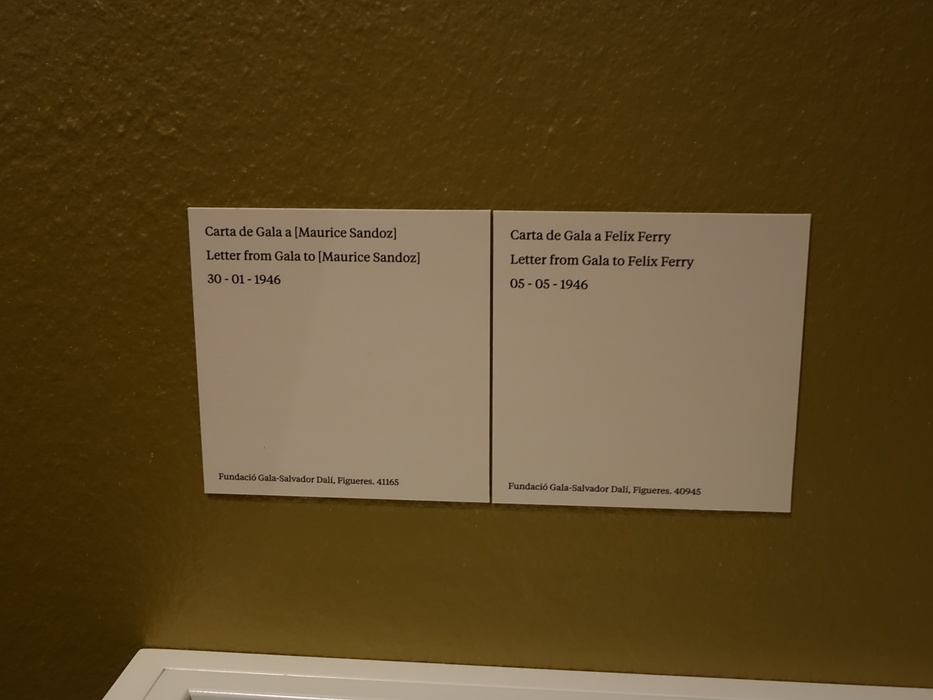 Carta de Gala a [Maurice Sandoz]
Letter from Gala to [Maurice Sandoz]
30 - 01 - 1946
Fundació Gala-Salvador Dalí, Figueres. 41165
Carta de Gala a Felix Ferry
Letter from Gala to Felix Ferry
05 - 05 - 1946
Fundació Gala-Salvador Dalí, Figueres. 40945